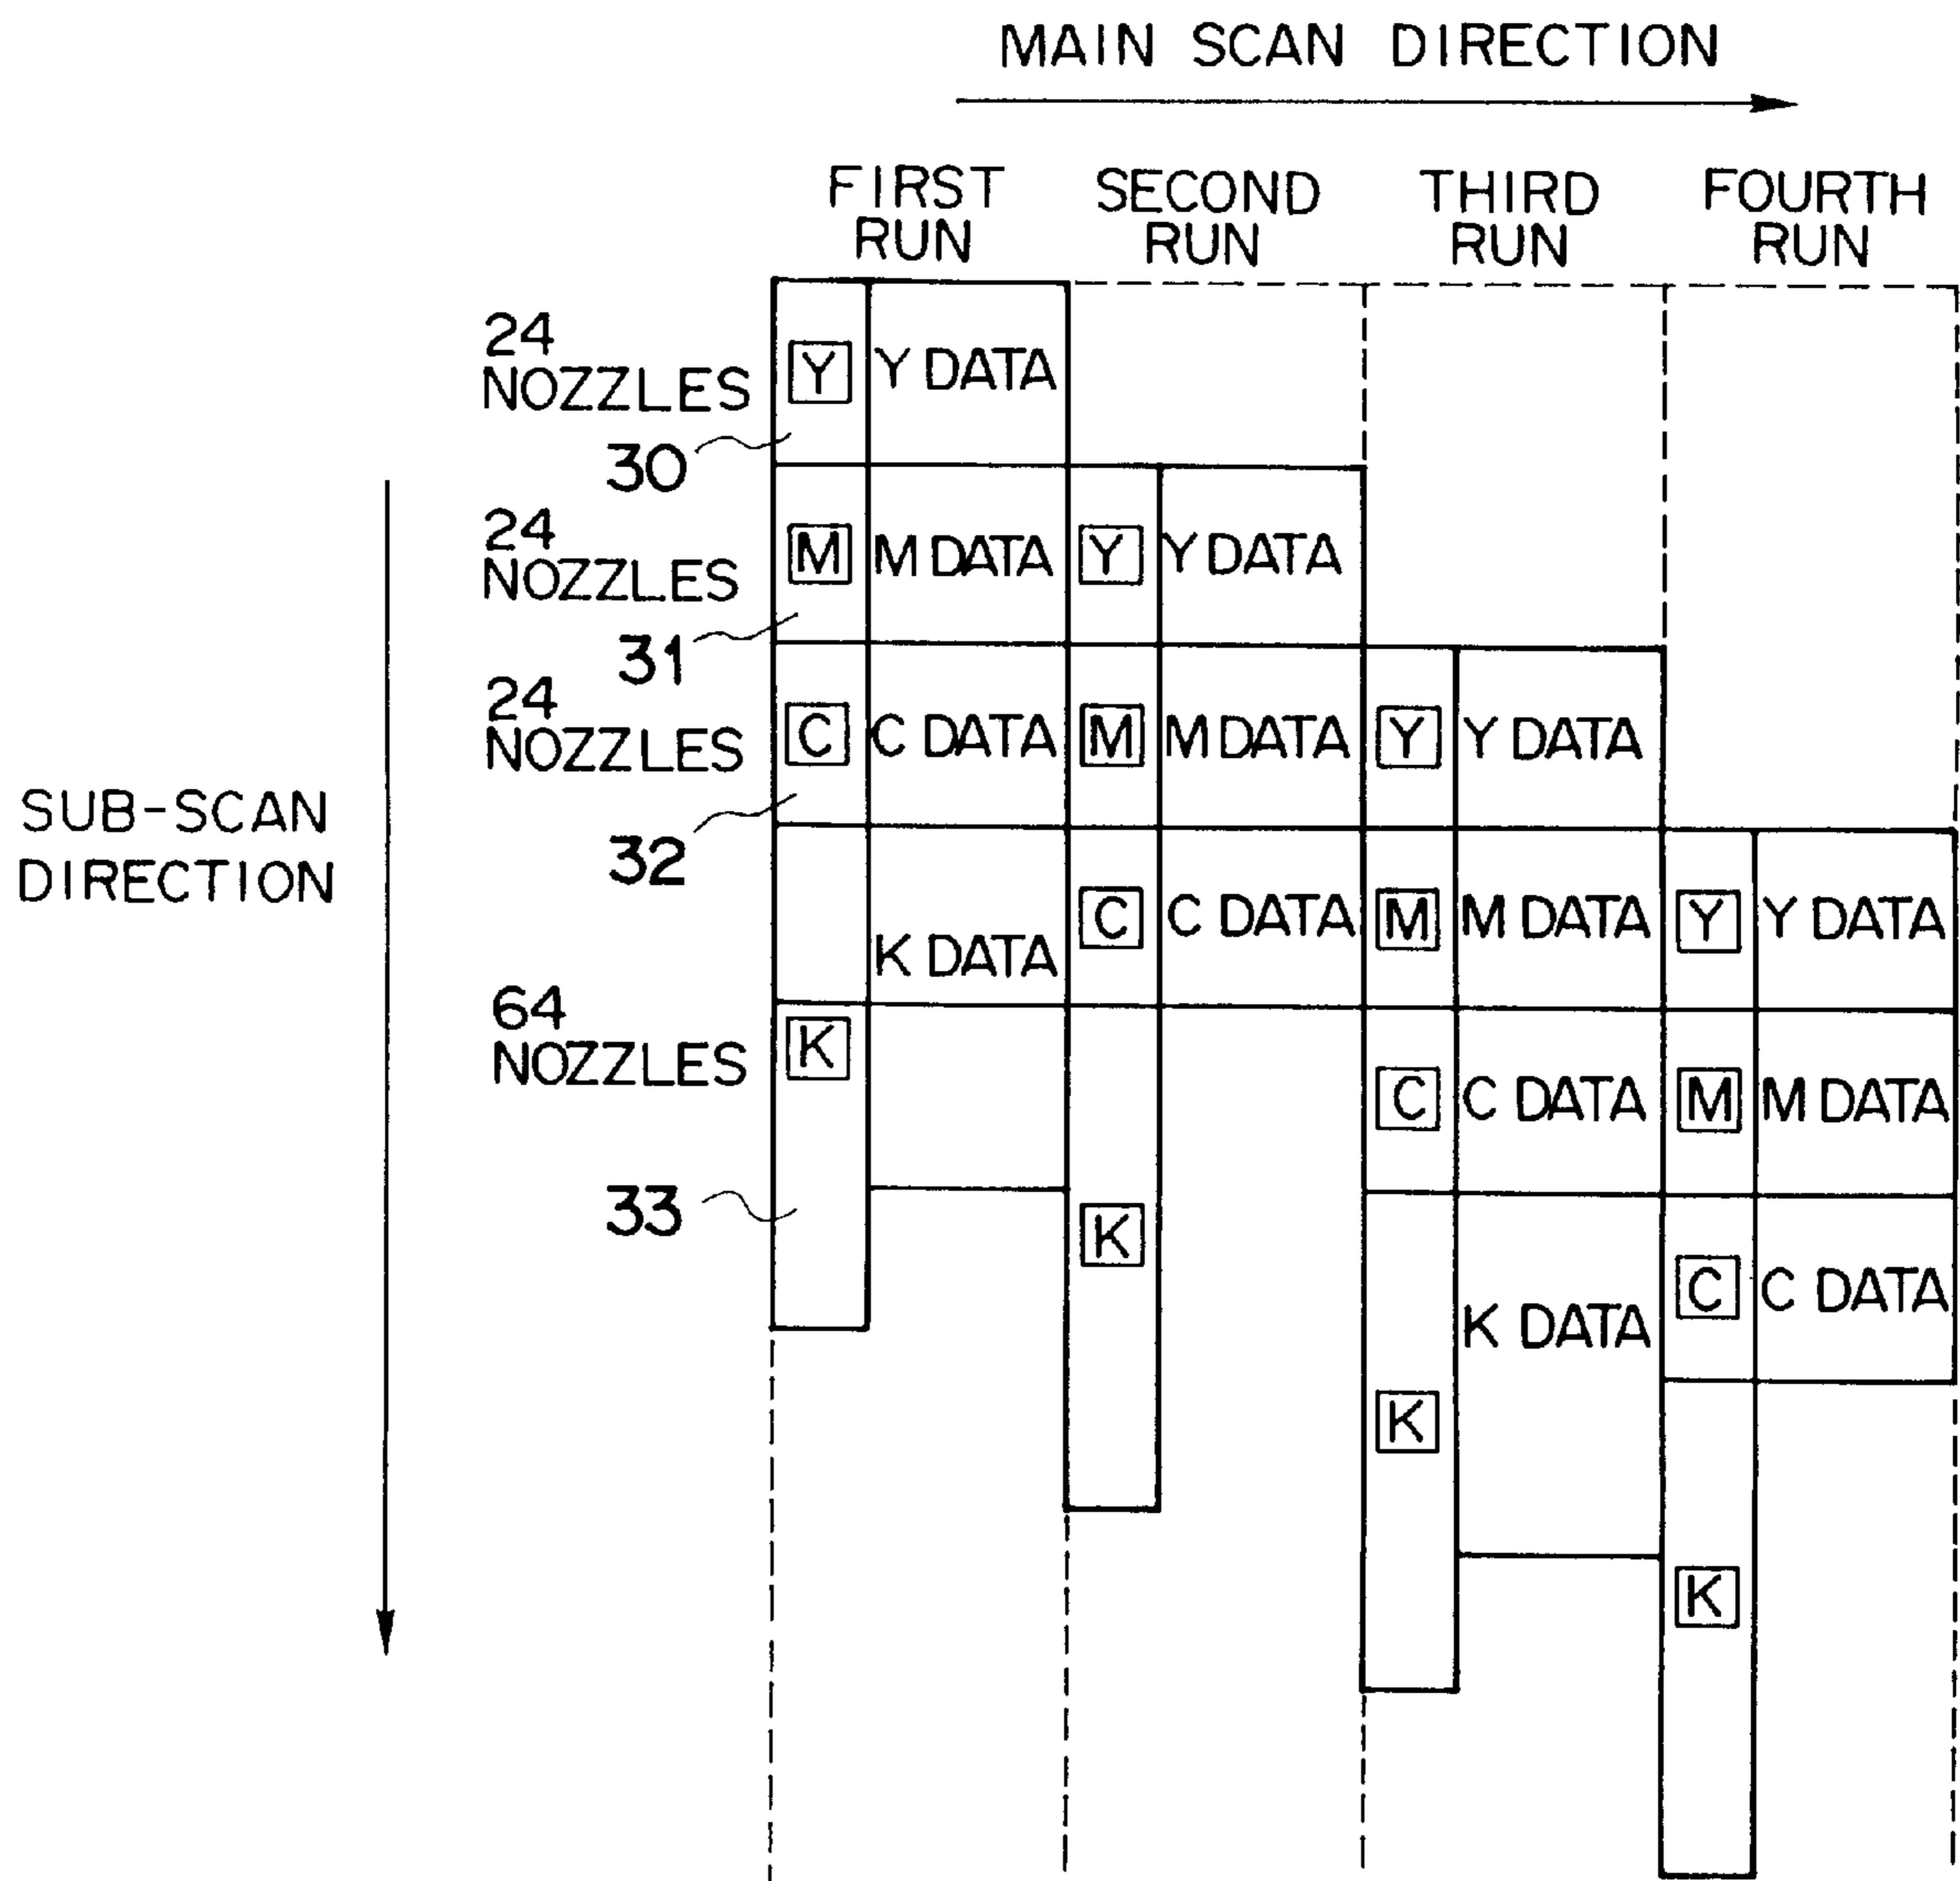 MAIN SCAN DIRECTION
FIRST RUN
SECOND RUN
THIRD RUN
FOURTH RUN
24 NOZZLES
Y
Y DATA
30
24 NOZZLES
M
M DATA
Y
Y DATA
31
24 NOZZLES
C
C DATA
M
M DATA
Y
Y DATA
32
SUB-SCAN DIRECTION
K DATA
C
C DATA
M
M DATA
Y
Y DATA
64 NOZZLES
K
C
C DATA
M
M DATA
33
K
K DATA
C
C DATA
K
K